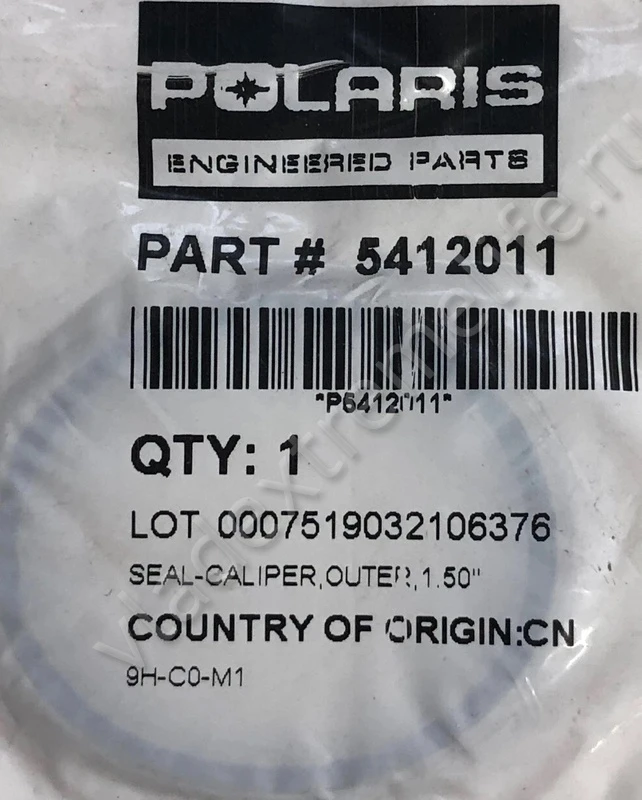 POLARIS
ENGINEERED PARTS
PART # 5412011
*P5412011*
QTY: 1
LOT 0007519032106376
SEAL-CALIPER,OUTER,1.50"
COUNTRY OF ORIGIN:CN
9H-C0-M1